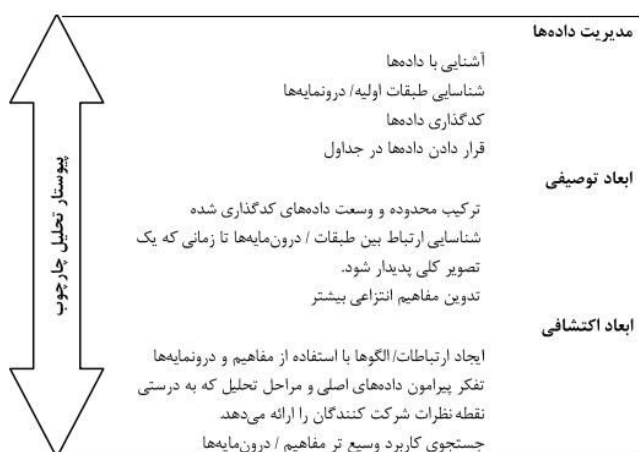 مدیریت داده‌ها
آشنایی با داده‌ها
شناسایی طبقات اولیه/ درونمایه‌ها
کدگذاری داده‌ها
قرار دادن داده‌ها در جداول
ابعاد توصیفی
ترکیب محدوده و وسعت داده‌های کدگذاری شده
شناسایی ارتباط بین طبقات / درون‌مایه‌ها تا زمانی که یک
تصویر کلی پدیدار شود.
تدوین مفاهیم انتزاعی بیشتر
ابعاد اکتشافی
ایجاد ارتباطات/ الگوها با استفاده از مفاهیم و درونمایه‌ها
تفکر پیرامون داده‌های اصلی و مراحل تحلیل که به درستی
نقطه نظرات شرکت کنندگان را ارائه می‌دهد.
جستجوی کاربرد وسیع تر مفاهیم / درون‌مایه‌ها
پیوستار تحلیل چارچوب